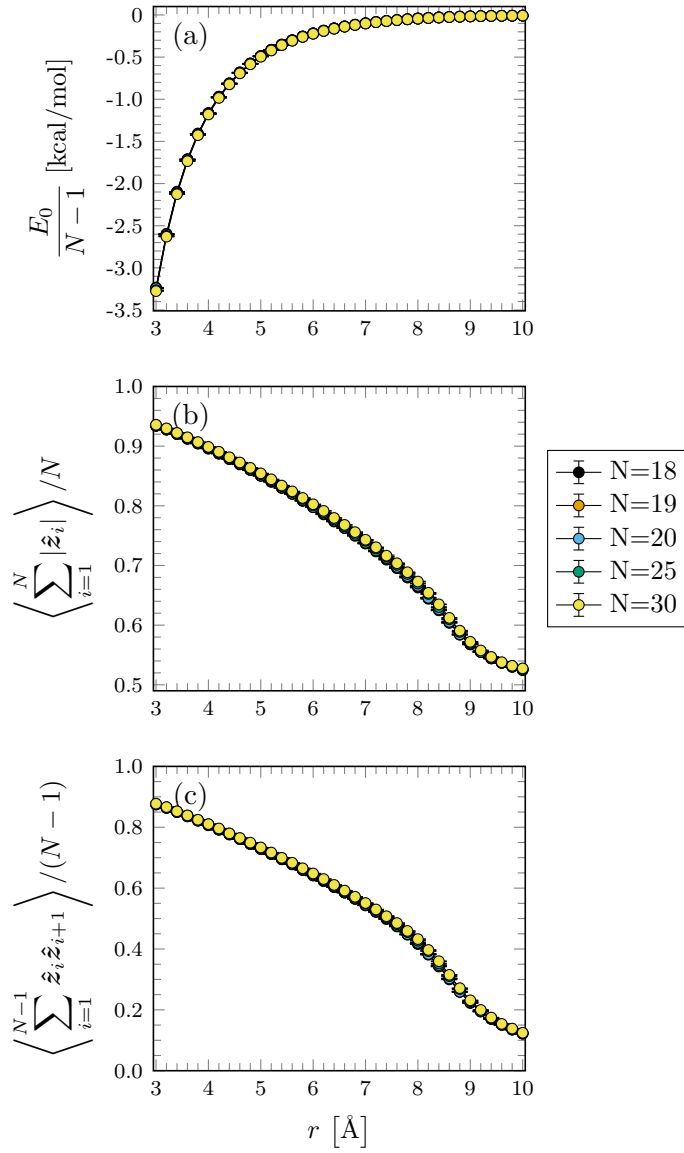 (a)
0
-0.5
-1.0
-1.5
-2.0
-2.5
-3.0
-3.5
E₀/(N − 1) [kcal/mol]
3 4 5 6 7 8 9 10
(b)
1.0
0.9
0.8
0.7
0.6
0.5
⟨∑_{i=1}^{N} |ẑ_i|⟩ /N
3 4 5 6 7 8 9 10
N=18
N=19
N=20
N=25
N=30
(c)
1.0
0.8
0.6
0.4
0.2
0.0
⟨∑_{i=1}^{N−1} ẑ_i ẑ_{i+1}⟩ /(N − 1)
3 4 5 6 7 8 9 10
r [Å]